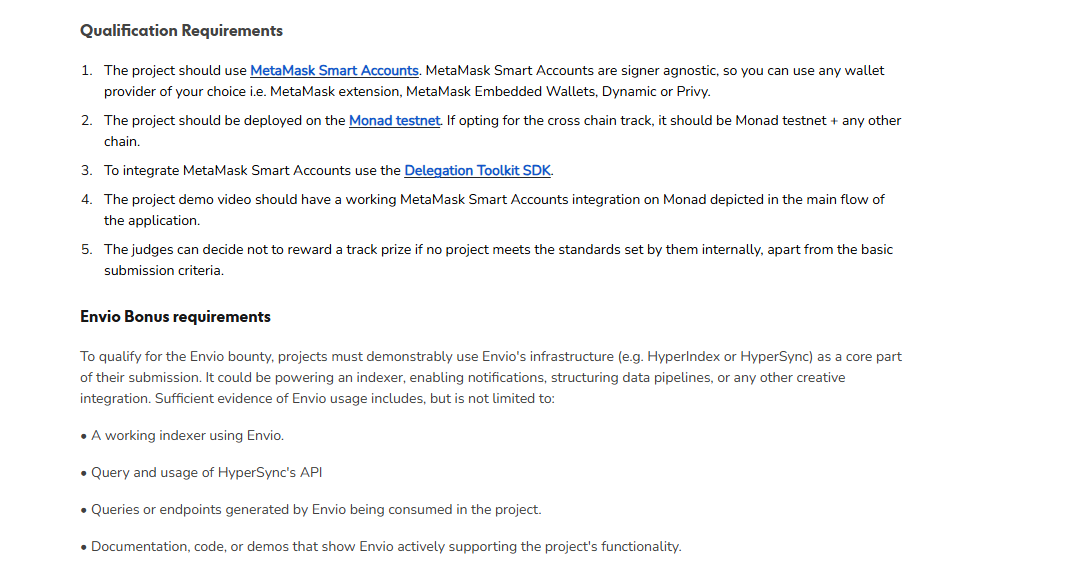 Qualification Requirements
1. The project should use MetaMask Smart Accounts. MetaMask Smart Accounts are signer agnostic, so you can use any wallet
provider of your choice i.e. MetaMask extension, MetaMask Embedded Wallets, Dynamic or Privy.
2. The project should be deployed on the Monad testnet. If opting for the cross chain track, it should be Monad testnet + any other
chain.
3. To integrate MetaMask Smart Accounts use the Delegation Toolkit SDK.
4. The project demo video should have a working MetaMask Smart Accounts integration on Monad depicted in the main flow of
the application.
5. The judges can decide not to reward a track prize if no project meets the standards set by them internally, apart from the basic
submission criteria.
Envio Bonus requirements
To qualify for the Envio bounty, projects must demonstrably use Envio's infrastructure (e.g. HyperIndex or HyperSync) as a core part
of their submission. It could be powering an indexer, enabling notifications, structuring data pipelines, or any other creative
integration. Sufficient evidence of Envio usage includes, but is not limited to:
• A working indexer using Envio.
• Query and usage of HyperSync's API
• Queries or endpoints generated by Envio being consumed in the project.
• Documentation, code, or demos that show Envio actively supporting the project's functionality.